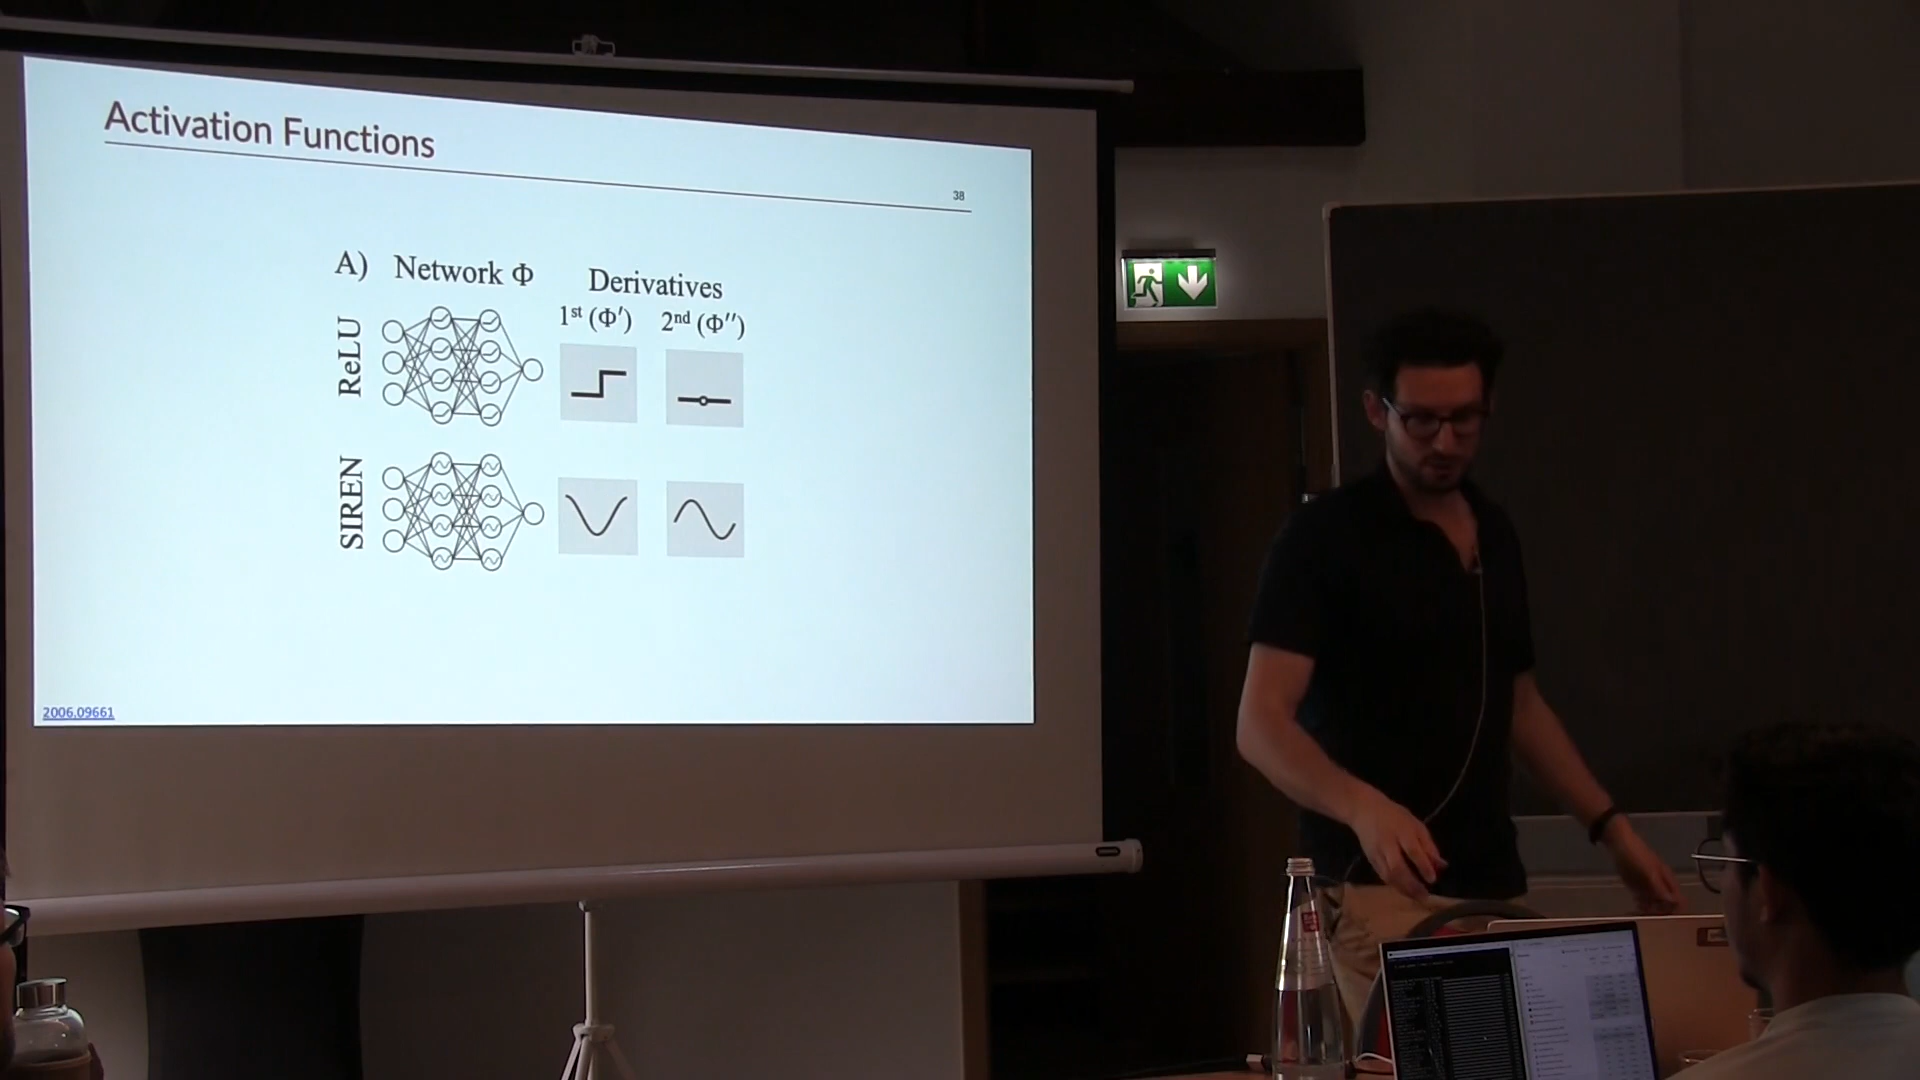 Activation Functions
38
A) Network Φ
Derivatives
1st (Φ′) 2nd (Φ′′)
ReLU
SIREN
2006.09661